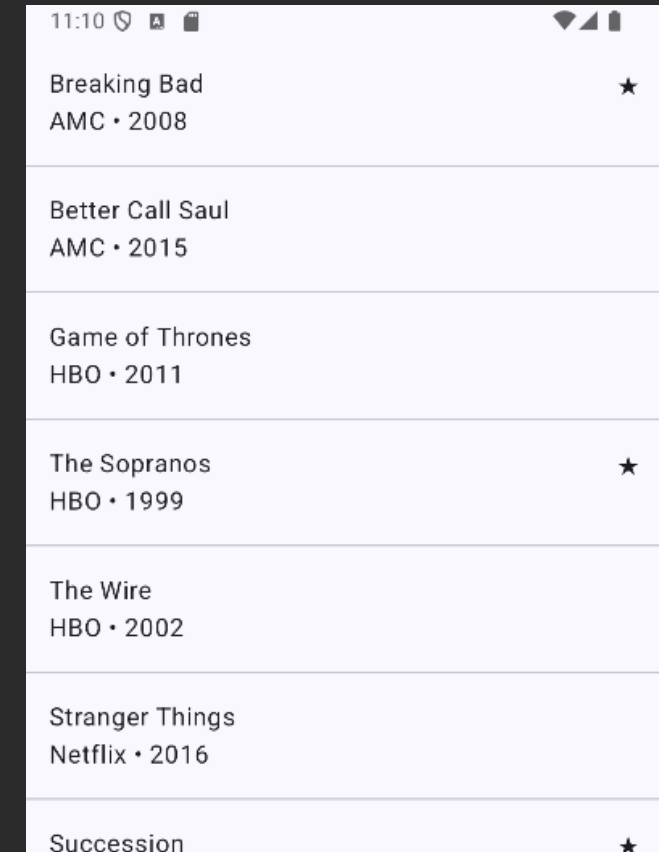 11:10
Breaking Bad ★
AMC • 2008
Better Call Saul
AMC • 2015
Game of Thrones
HBO • 2011
The Sopranos ★
HBO • 1999
The Wire
HBO • 2002
Stranger Things
Netflix • 2016
Succession ★